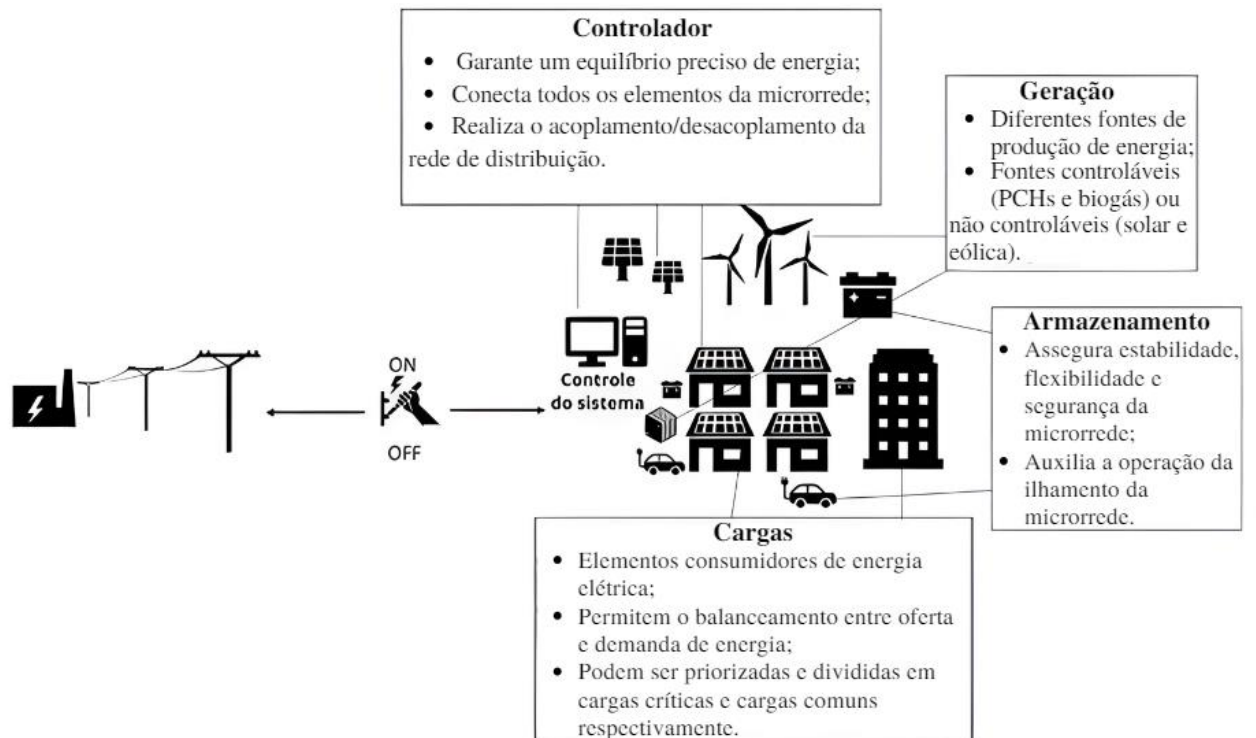 Controlador
• Garante um equilíbrio preciso de energia;
• Conecta todos os elementos da microrrede;
• Realiza o acoplamento/desacoplamento da
rede de distribuição.
Geração
• Diferentes fontes de
produção de energia;
• Fontes controláveis
(PCHs e biogás) ou
não controláveis (solar e
eólica).
Armazenamento
• Assegura estabilidade,
flexibilidade e
segurança da
microrrede;
• Auxilia a operação da
ilhamento da
microrrede.
ON
OFF
Controle
do sistema
Cargas
• Elementos consumidores de energia
elétrica;
• Permitem o balanceamento entre oferta
e demanda de energia;
• Podem ser priorizadas e divididas em
cargas críticas e cargas comuns
respectivamente.